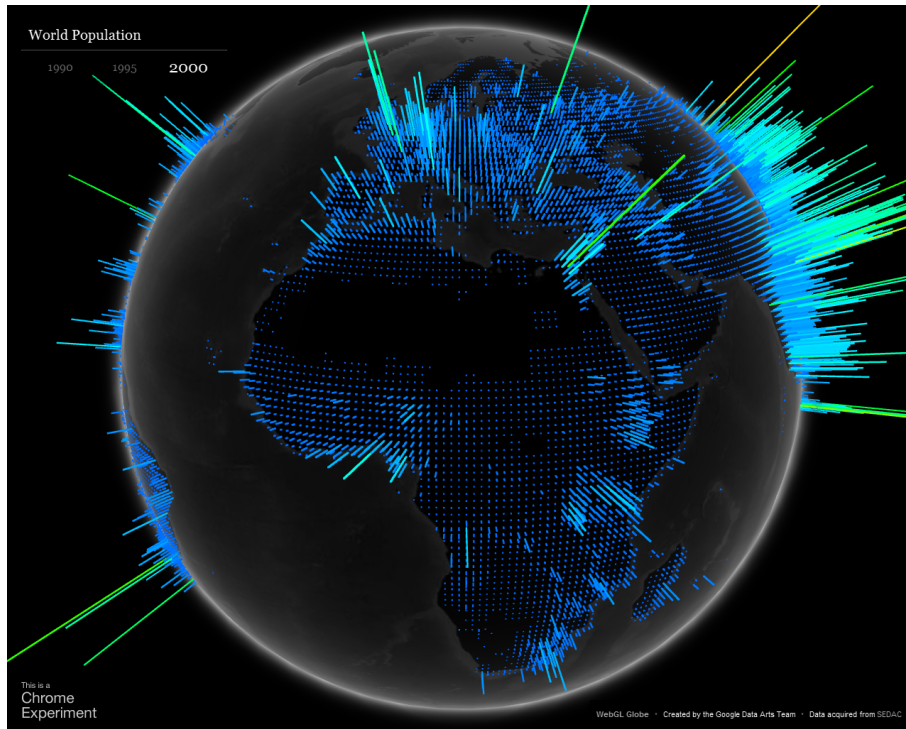 World Population
1990 1995 2000
This is a
Chrome
Experiment
WebGL Globe · Created by the Google Data Arts Team · Data acquired from SEDAC